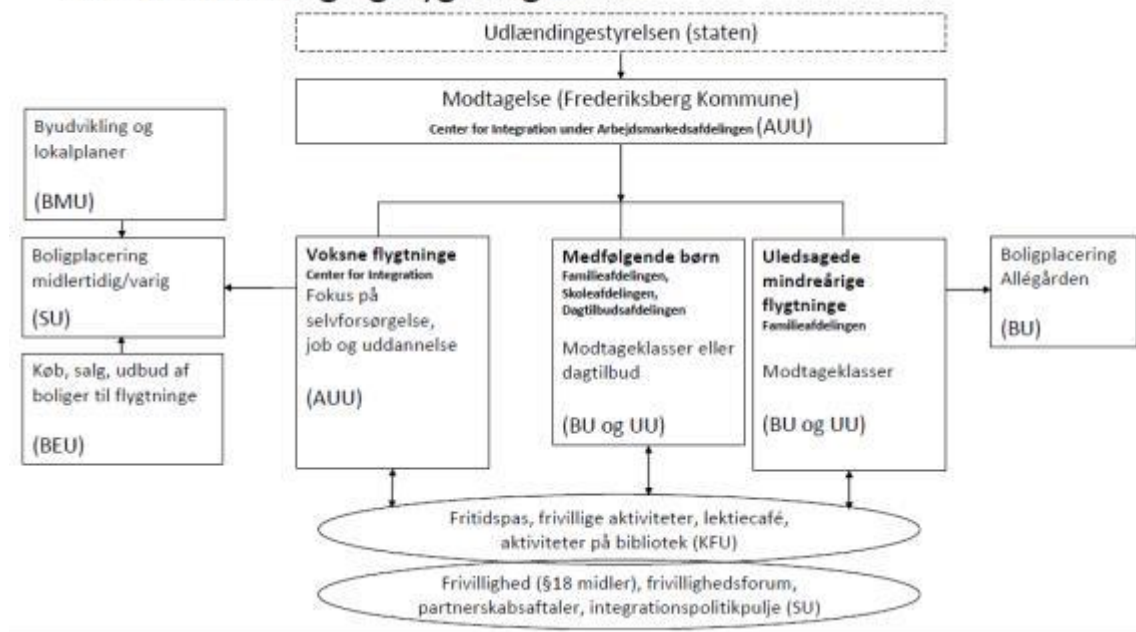 Udlændingestyrelsen (staten)
Modtagelse (Frederiksberg Kommune)
Center for Integration under Arbejdsmarkedsafdelingen (AUU)
Byudvikling og
lokalplaner
(BMU)
Boligplacering
midlertidig/varig
(SU)
Køb, salg, udbud af
boliger til flygtninge
(BEU)
Voksne flygtninge
Center for Integration
Fokus på
selvforsørgelse,
job og uddannelse
(AUU)
Medfølgende børn
Familieafdelingen,
Skoleafdelingen,
Dagtilbudsafdelingen
Modtageklasser eller
dagtilbud
(BU og UU)
Uledsagede
mindreårige
flygtninge
Familieafdelingen
Modtageklasser
(BU og UU)
Boligplacering
Allégården
(BU)
Fritidspas, frivillige aktiviteter, lektiecafé,
aktiviteter på bibliotek (KFU)
Frivillighed (§18 midler), frivillighedsforum,
partnerskabsaftaler, integrationspolitikpulje (SU)